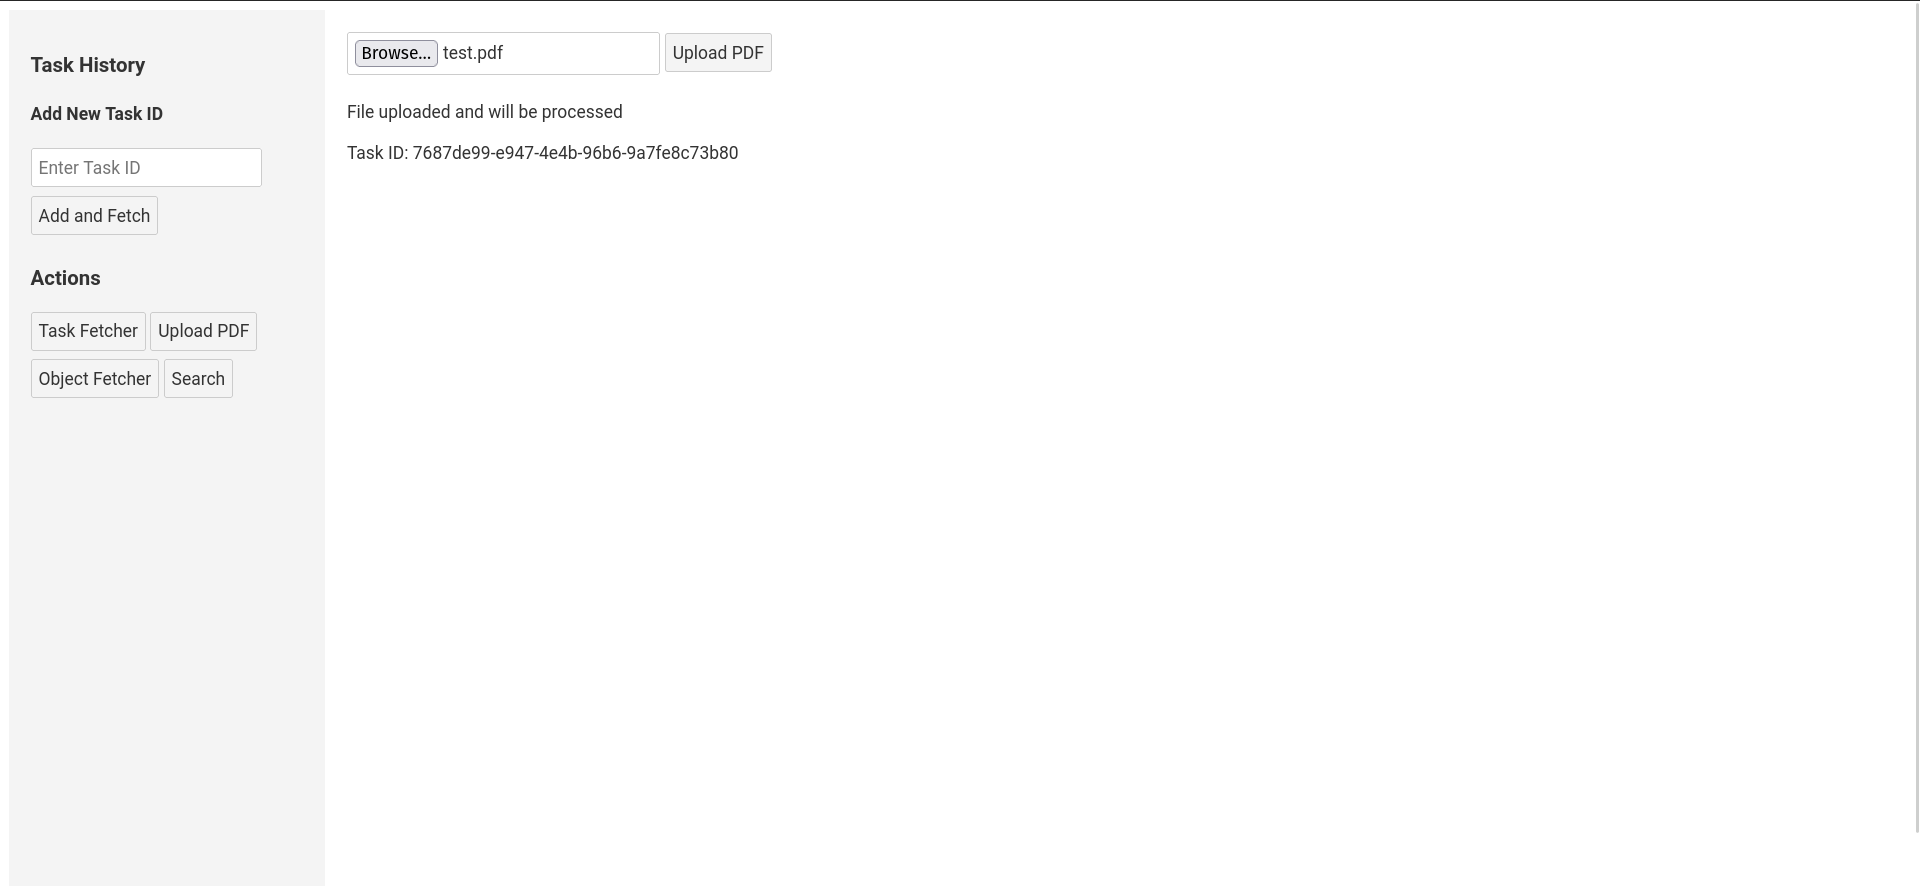 Task History
Add New Task ID
Enter Task ID
Add and Fetch
Actions
Task Fetcher Upload PDF
Object Fetcher Search
Browse... test.pdf Upload PDF
File uploaded and will be processed
Task ID: 7687de99-e947-4e4b-96b6-9a7fe8c73b80